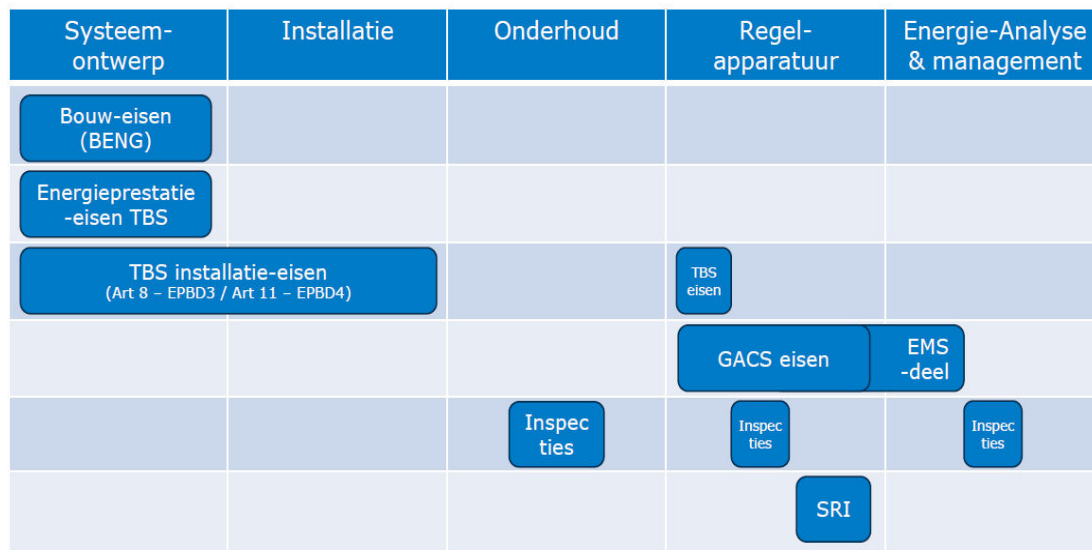 Systeem-
ontwerp
Installatie
Onderhoud
Regel-
apparatuur
Energie-Analyse
& management
Bouw-eisen
(BENG)
Energieprestatie
-eisen TBS
TBS installatie-eisen
(Art 8 – EPBD3 / Art 11 – EPBD4)
TBS
eisen
GACS eisen
EMS
-deel
Inspec
ties
Inspec
ties
Inspec
ties
SRI